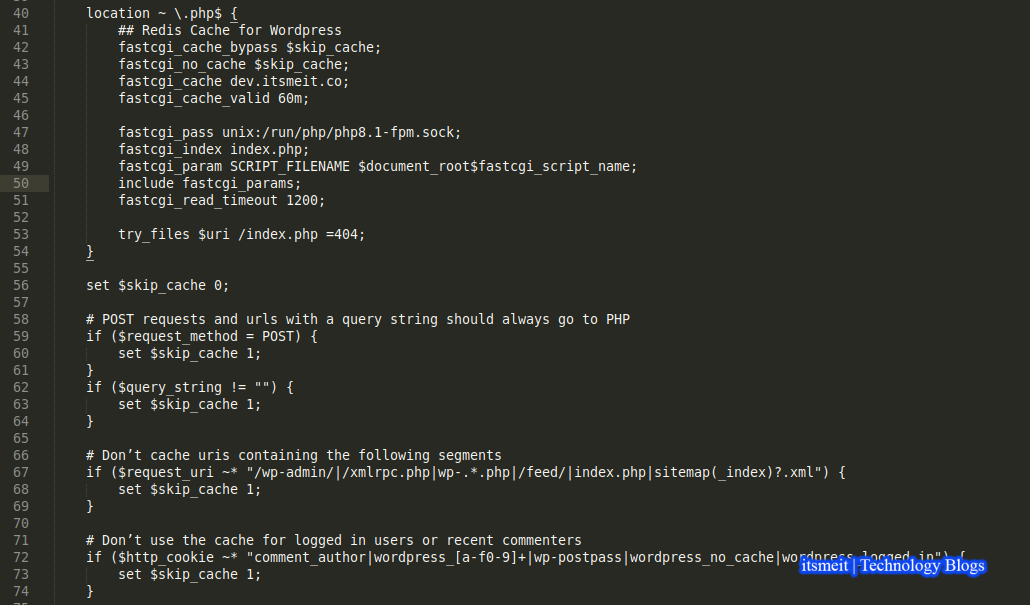 40 location ~ \.php$ {
41 ## Redis Cache for Wordpress
42 fastcgi_cache_bypass $skip_cache;
43 fastcgi_no_cache $skip_cache;
44 fastcgi_cache dev.itsmeit.co;
45 fastcgi_cache_valid 60m;
46
47 fastcgi_pass unix:/run/php/php8.1-fpm.sock;
48 fastcgi_index index.php;
49 fastcgi_param SCRIPT_FILENAME $document_root$fastcgi_script_name;
50 include fastcgi_params;
51 fastcgi_read_timeout 1200;
52
53 try_files $uri /index.php =404;
54 }
55
56 set $skip_cache 0;
57
58 # POST requests and urls with a query string should always go to PHP
59 if ($request_method = POST) {
60 set $skip_cache 1;
61 }
62 if ($query_string != "") {
63 set $skip_cache 1;
64 }
65
66 # Don’t cache uris containing the following segments
67 if ($request_uri ~* "/wp-admin/|/xmlrpc.php|wp-.*.php|/feed/|index.php|sitemap(_index)?.xml") {
68 set $skip_cache 1;
69 }
70
71 # Don’t use the cache for logged in users or recent commenters
72 if ($http_cookie ~* "comment_author|wordpress_[a-f0-9]+|wp-postpass|wordpress_no_cache|wordpress_logged_in") {
itsmeit | Technology Blogs
73 set $skip_cache 1;
74 }